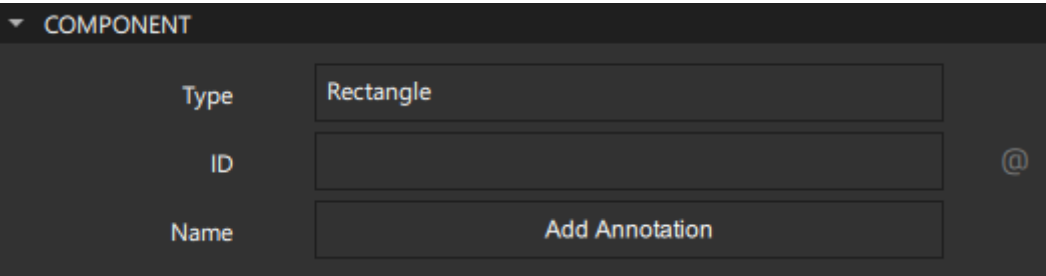 COMPONENT
Type Rectangle
ID @
Name Add Annotation